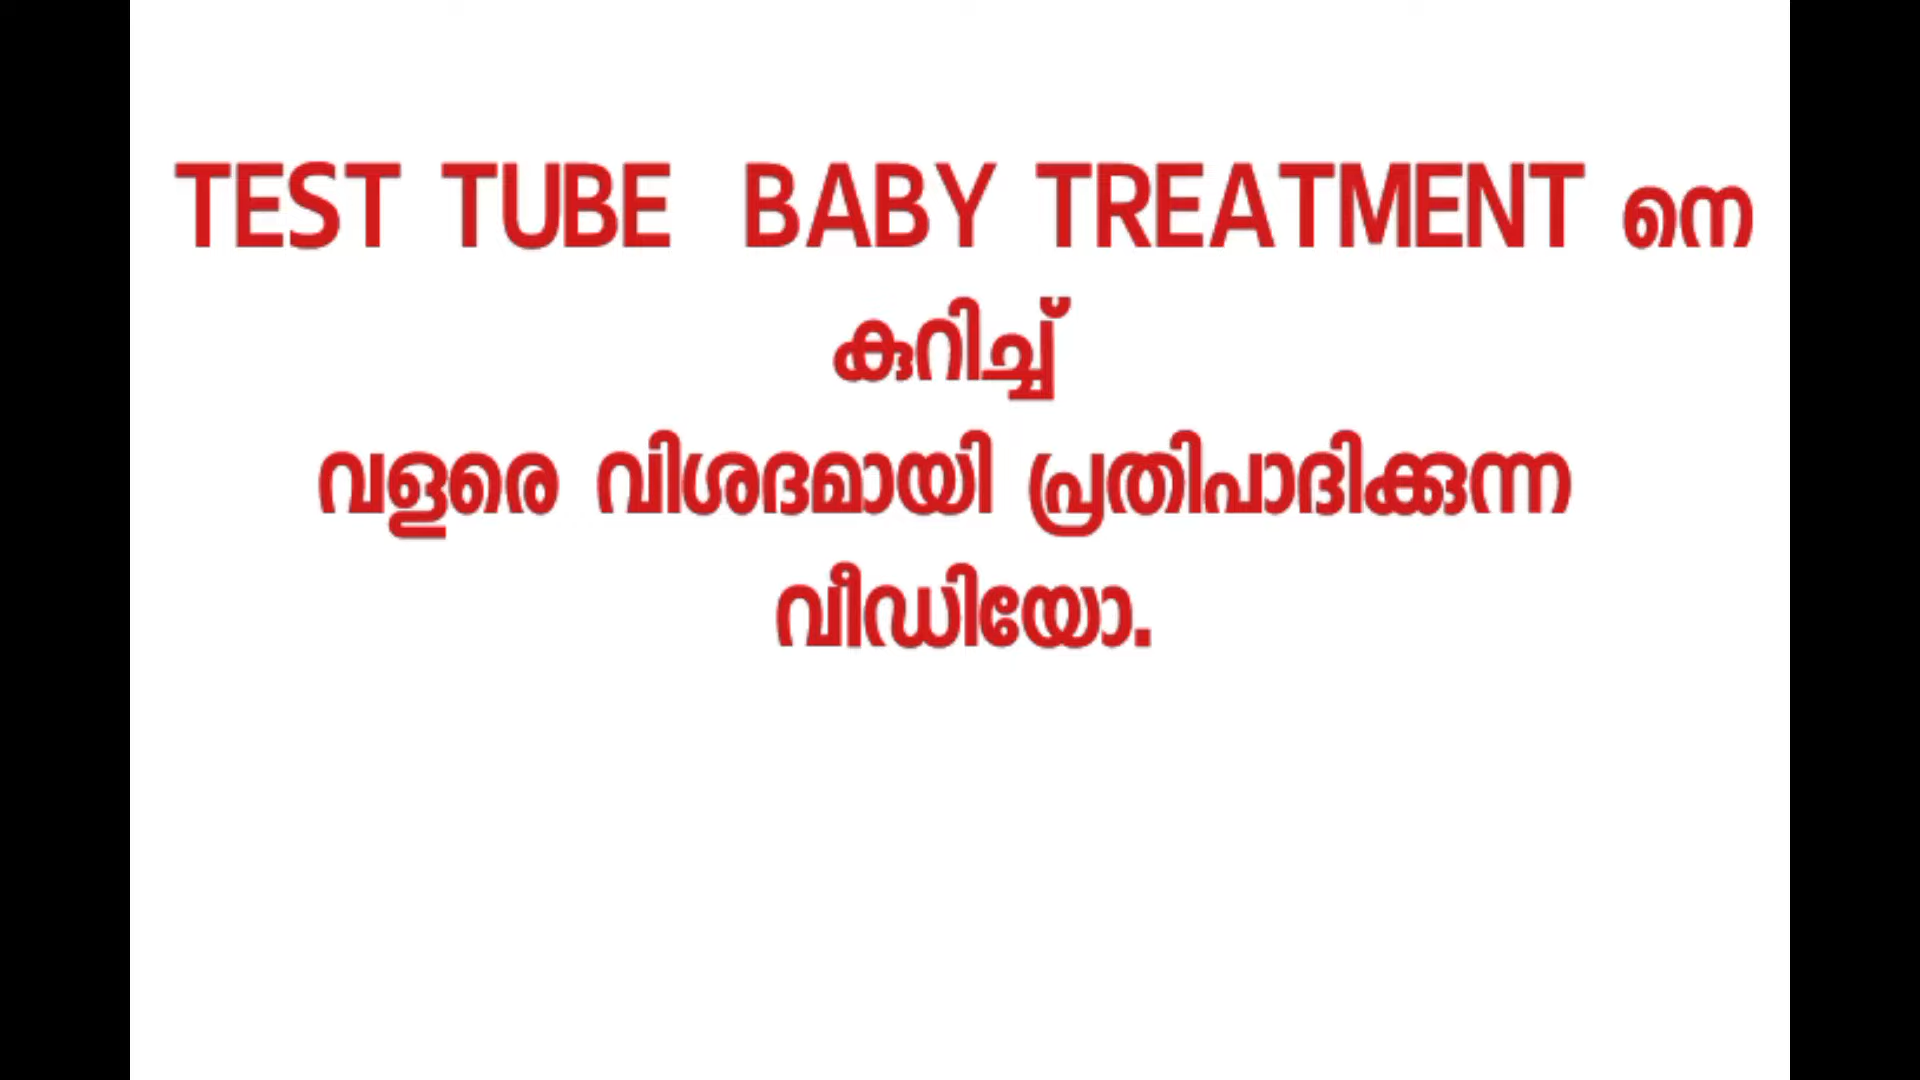 TEST TUBE BABY TREATMENT നെ
കുറിച്ച്
വളരെ വിശദമായി പ്രതിപാദിക്കുന്ന
വീഡിയോ.